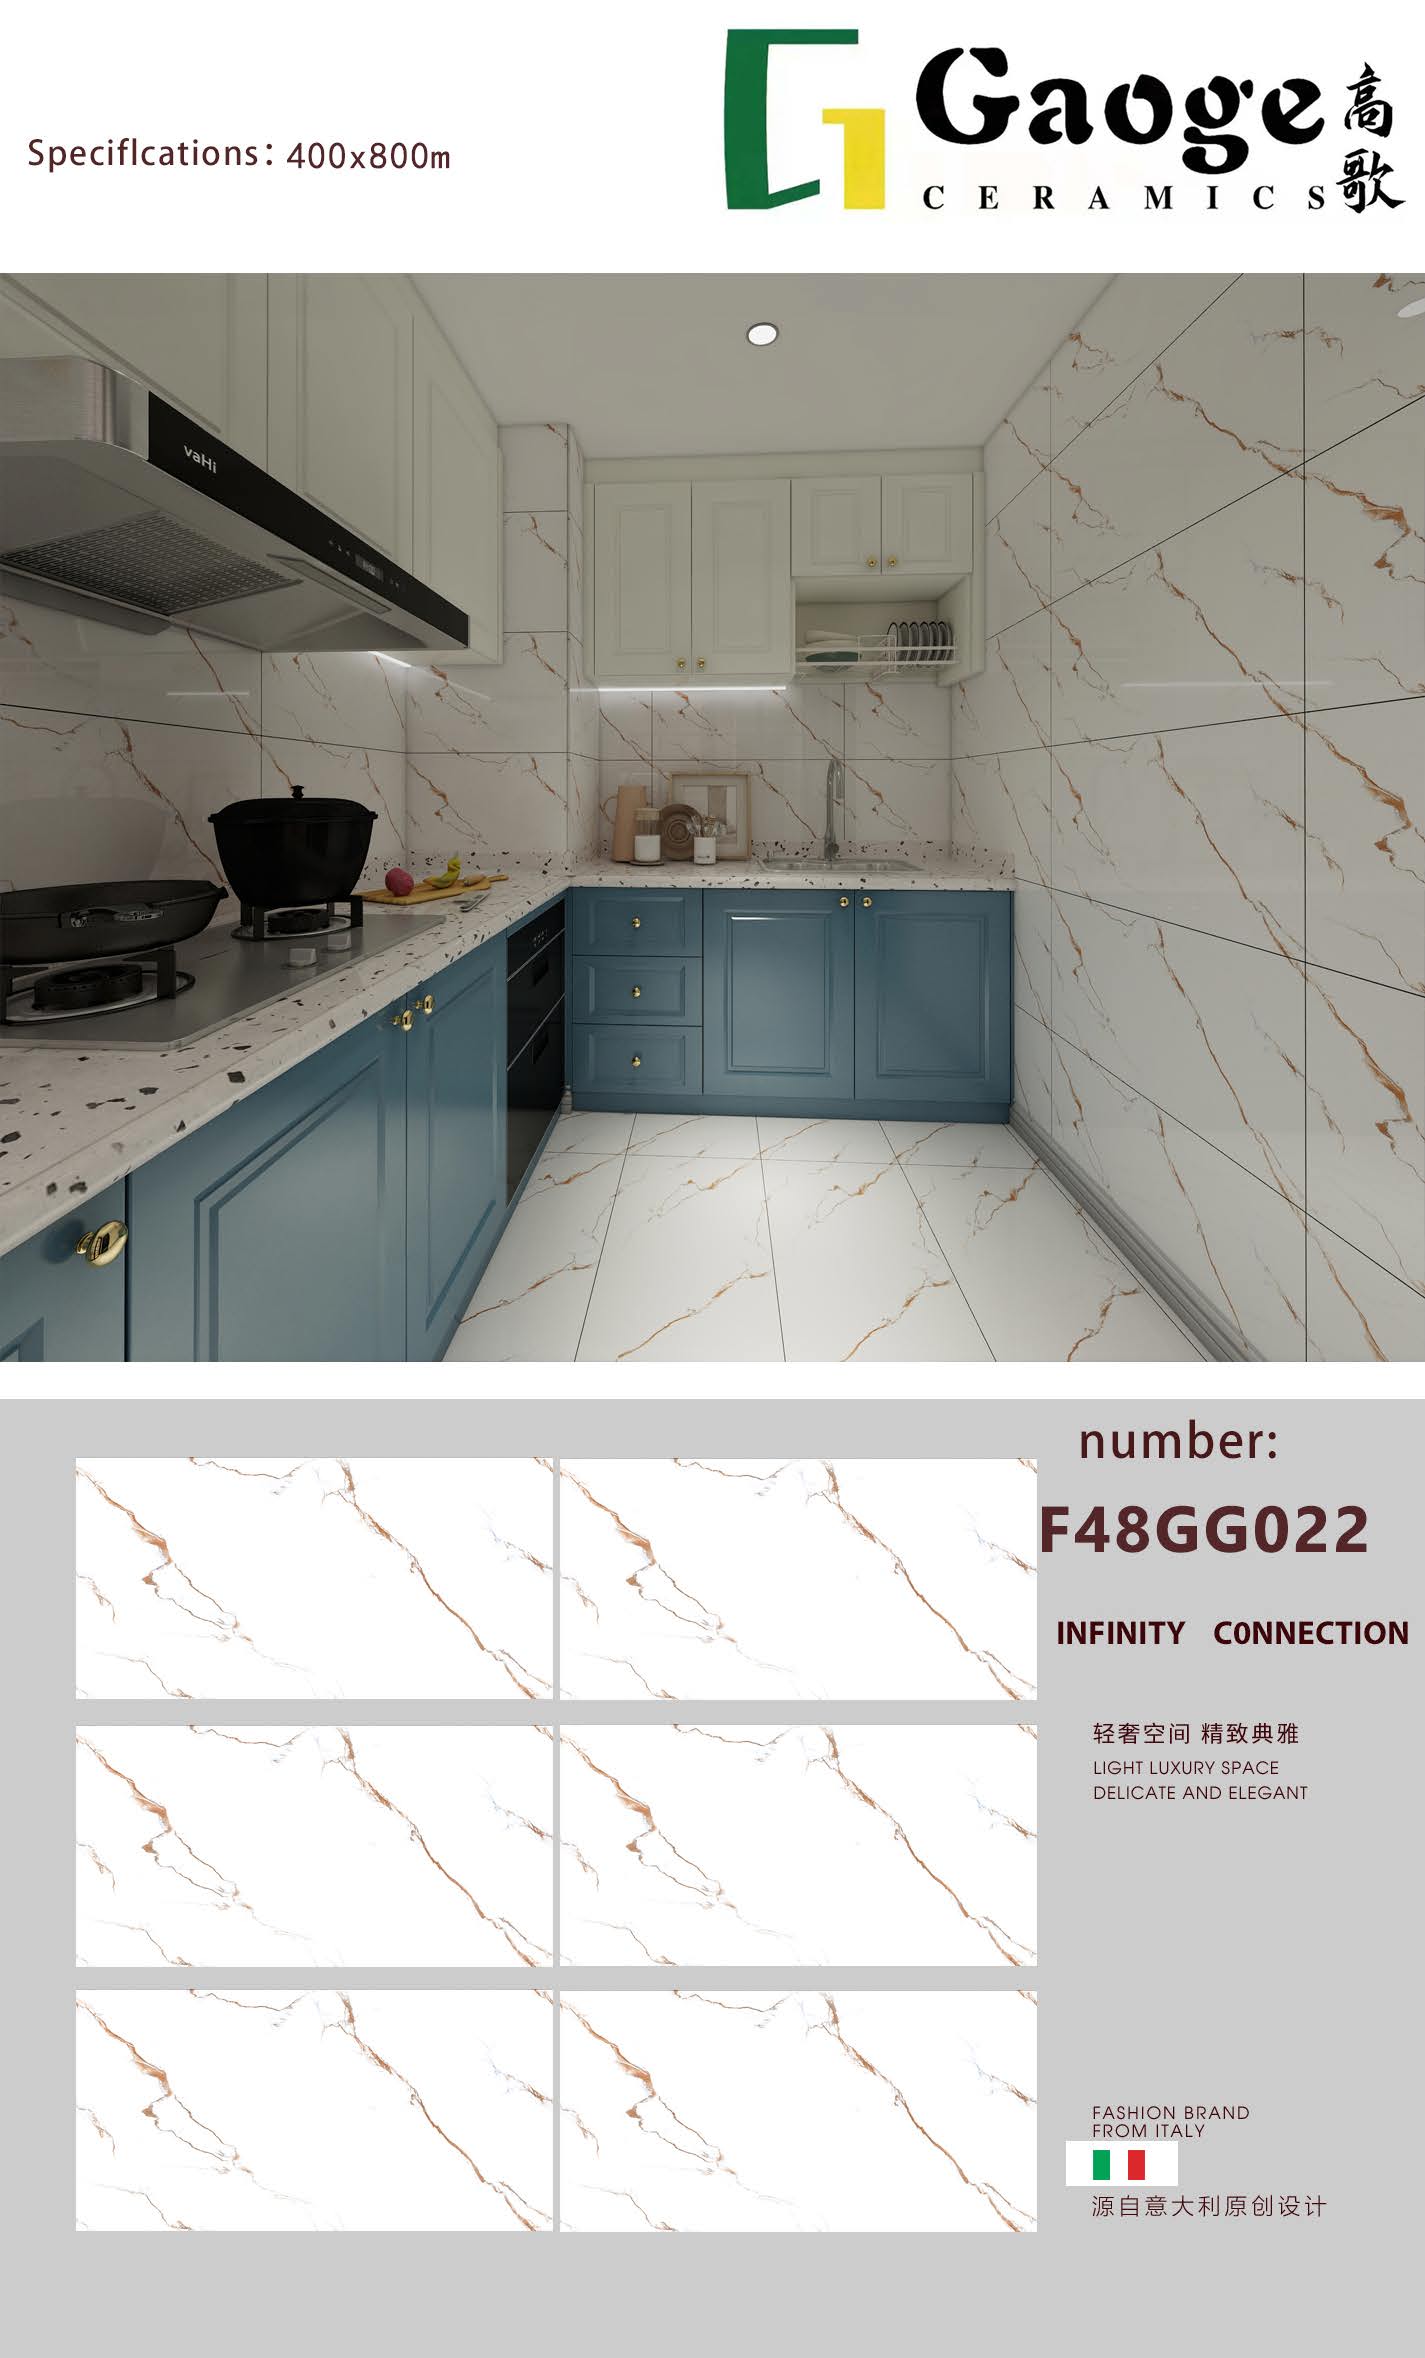 Gaoge
高歌
CERAMICS
Speciflcations: 400x800m
vaHi
number:
F48GG022
INFINITY C0NNECTION
轻奢空间 精致典雅
LIGHT LUXURY SPACE
DELICATE AND ELEGANT
FASHION BRAND
FROM ITALY
源自意大利原创设计